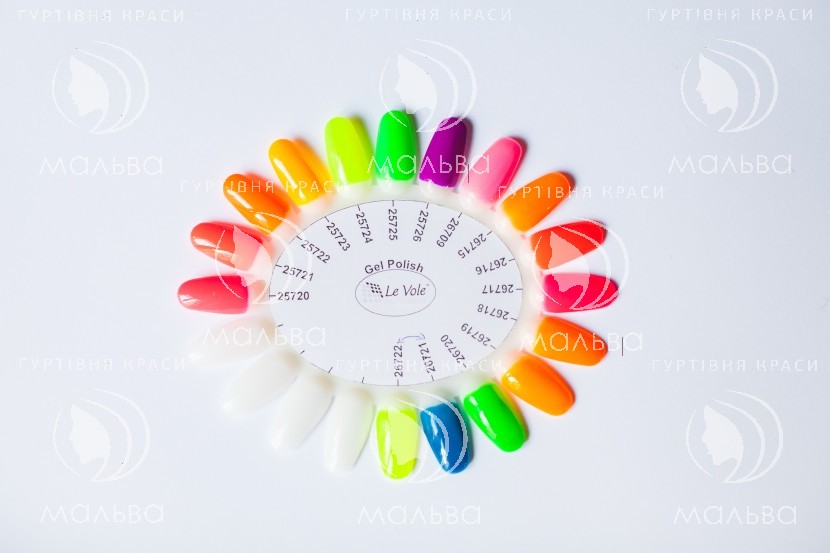 ГУРТІВНЯ КРАСИ
ГУРТІВНЯ КРАСИ
ГУРТІВНЯ КРАСИ
Мальва
Мальва
Мальва
ГУРТІВНЯ КРАСИ
ГУРТІВНЯ КРАСИ
25720
25721
25722
25723
25724
25725
25726
26709
26715
26716
26717
26718
26719
26720
26721
26722
Gel Polish
Le Vole
Мальва
Мальва
ГУРТІВНЯ КРАСИ
ГУРТІВНЯ КРАСИ
ГУРТІВНЯ КРАСИ
Мальва
Мальва
Мальва